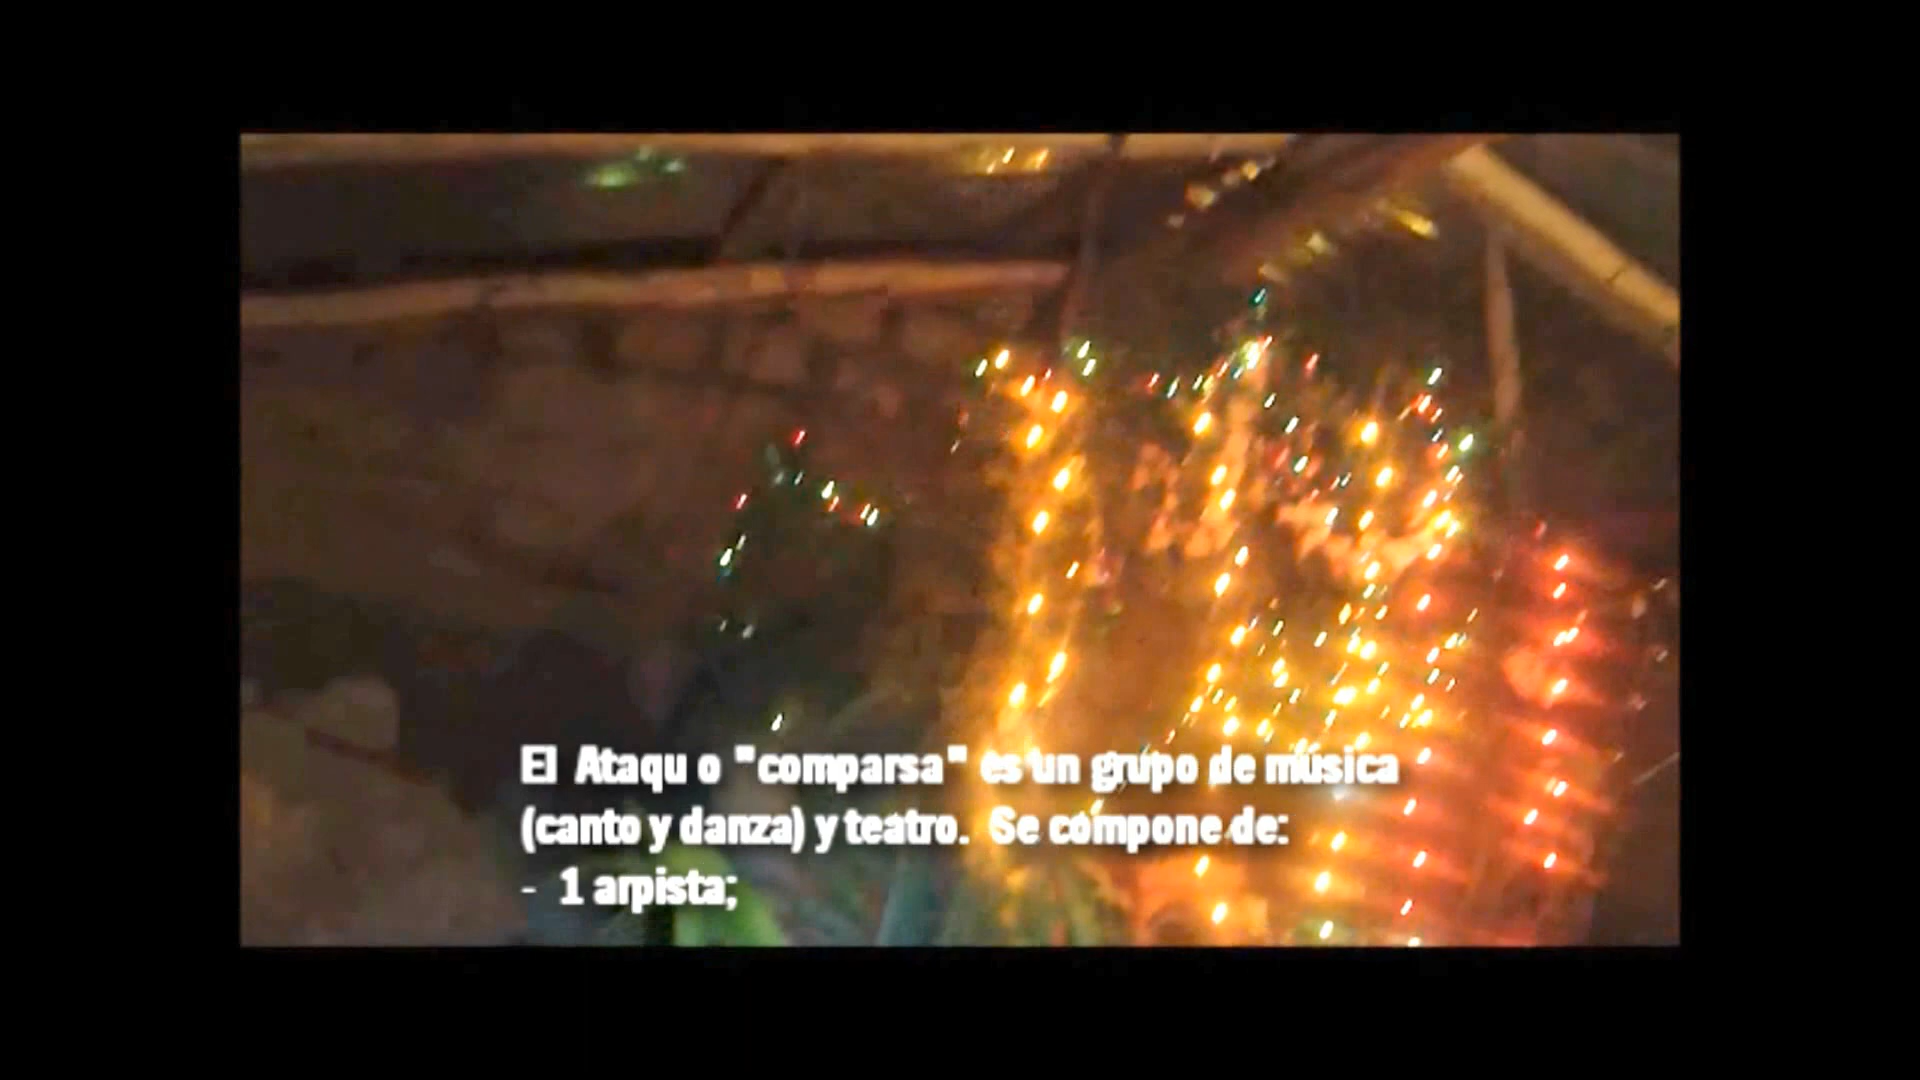 El Ataqu o "comparsa" es un grupo de música
(canto y danza) y teatro. Se compone de:
- 1 arpista;